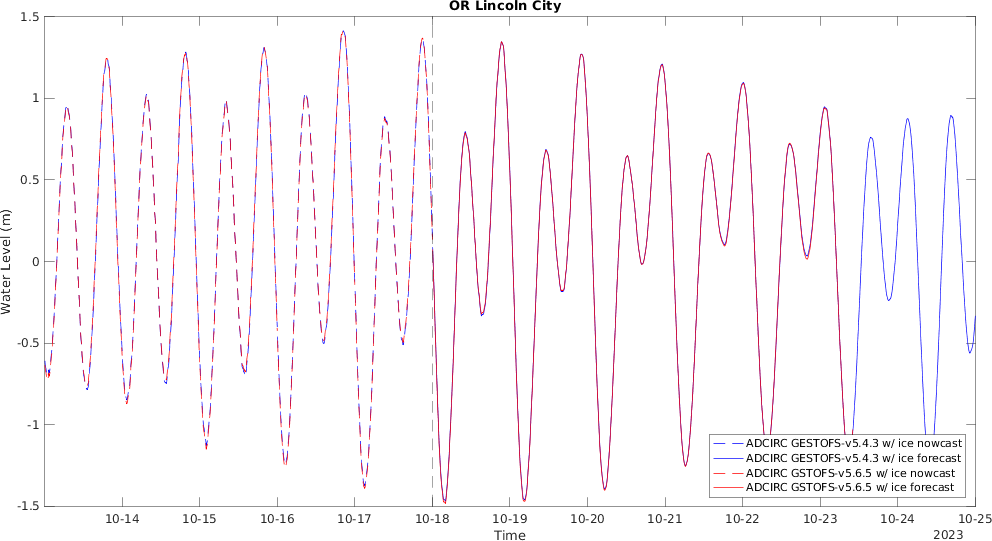 OR Lincoln City
1.5
1
0.5
0
-0.5
-1
-1.5
Water Level (m)
10-14 10-15 10-16 10-17 10-18 10-19 10-20 10-21 10-22 10-23 10-24 10-25
Time
2023
ADCIRC GESTOFS-v5.4.3 w/ ice nowcast
ADCIRC GESTOFS-v5.4.3 w/ ice forecast
ADCIRC GSTOFS-v5.6.5 w/ ice nowcast
ADCIRC GSTOFS-v5.6.5 w/ ice forecast